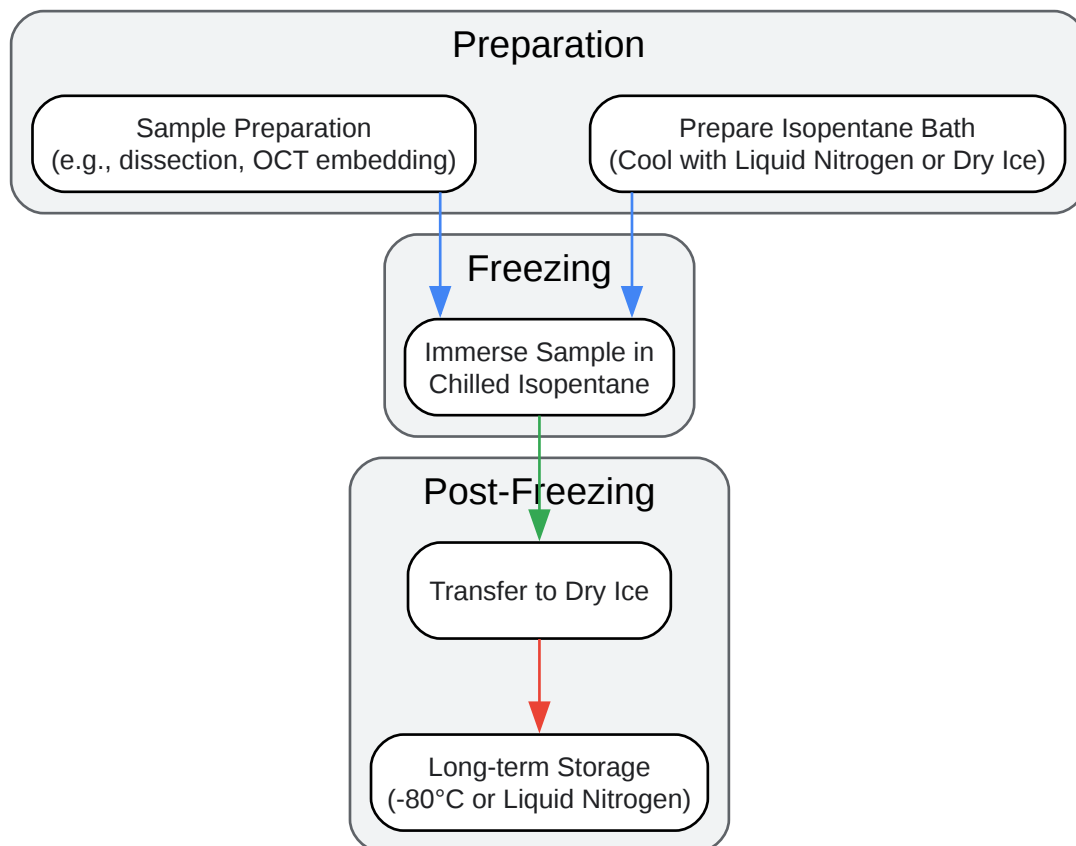 Preparation
Sample Preparation
(e.g., dissection, OCT embedding)
Prepare Isopentane Bath
(Cool with Liquid Nitrogen or Dry Ice)
Freezing
Immerse Sample in
Chilled Isopentane
Post-Freezing
Transfer to Dry Ice
Long-term Storage
(-80°C or Liquid Nitrogen)